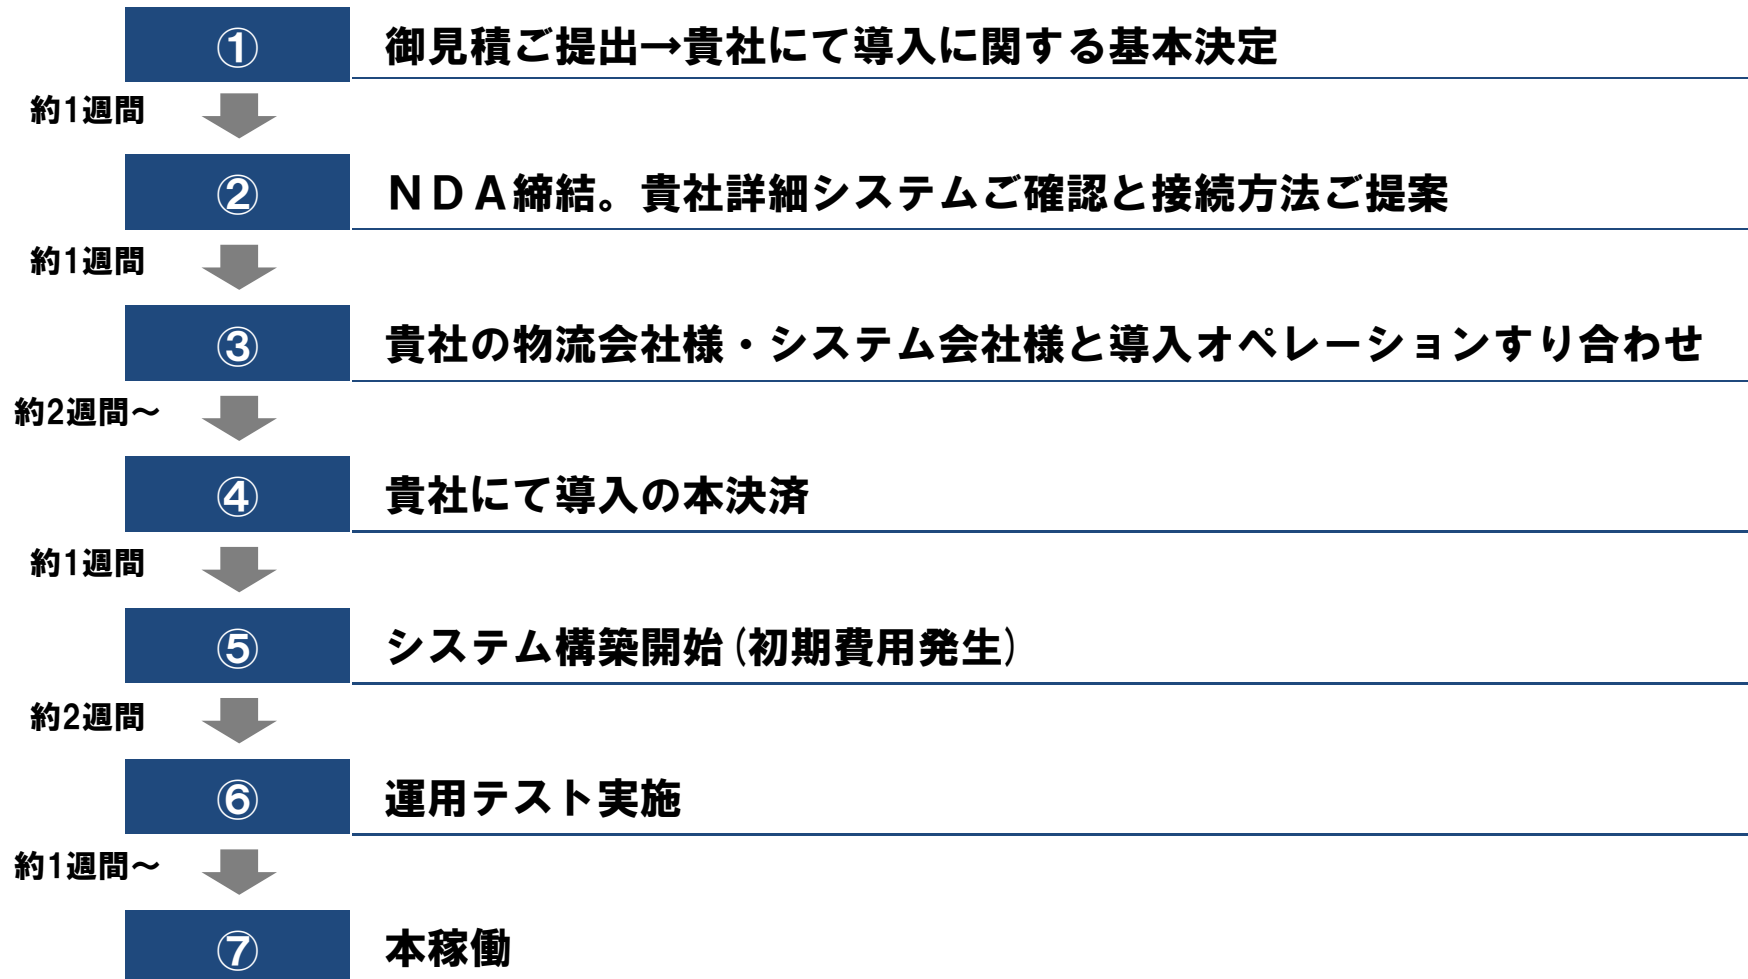 ① 御見積ご提出→貴社にて導入に関する基本決定
約1週間
② ＮＤＡ締結。貴社詳細システムご確認と接続方法ご提案
約1週間
③ 貴社の物流会社様・システム会社様と導入オペレーションすり合わせ
約2週間～
④ 貴社にて導入の本決済
約1週間
⑤ システム構築開始(初期費用発生)
約2週間
⑥ 運用テスト実施
約1週間～
⑦ 本稼働